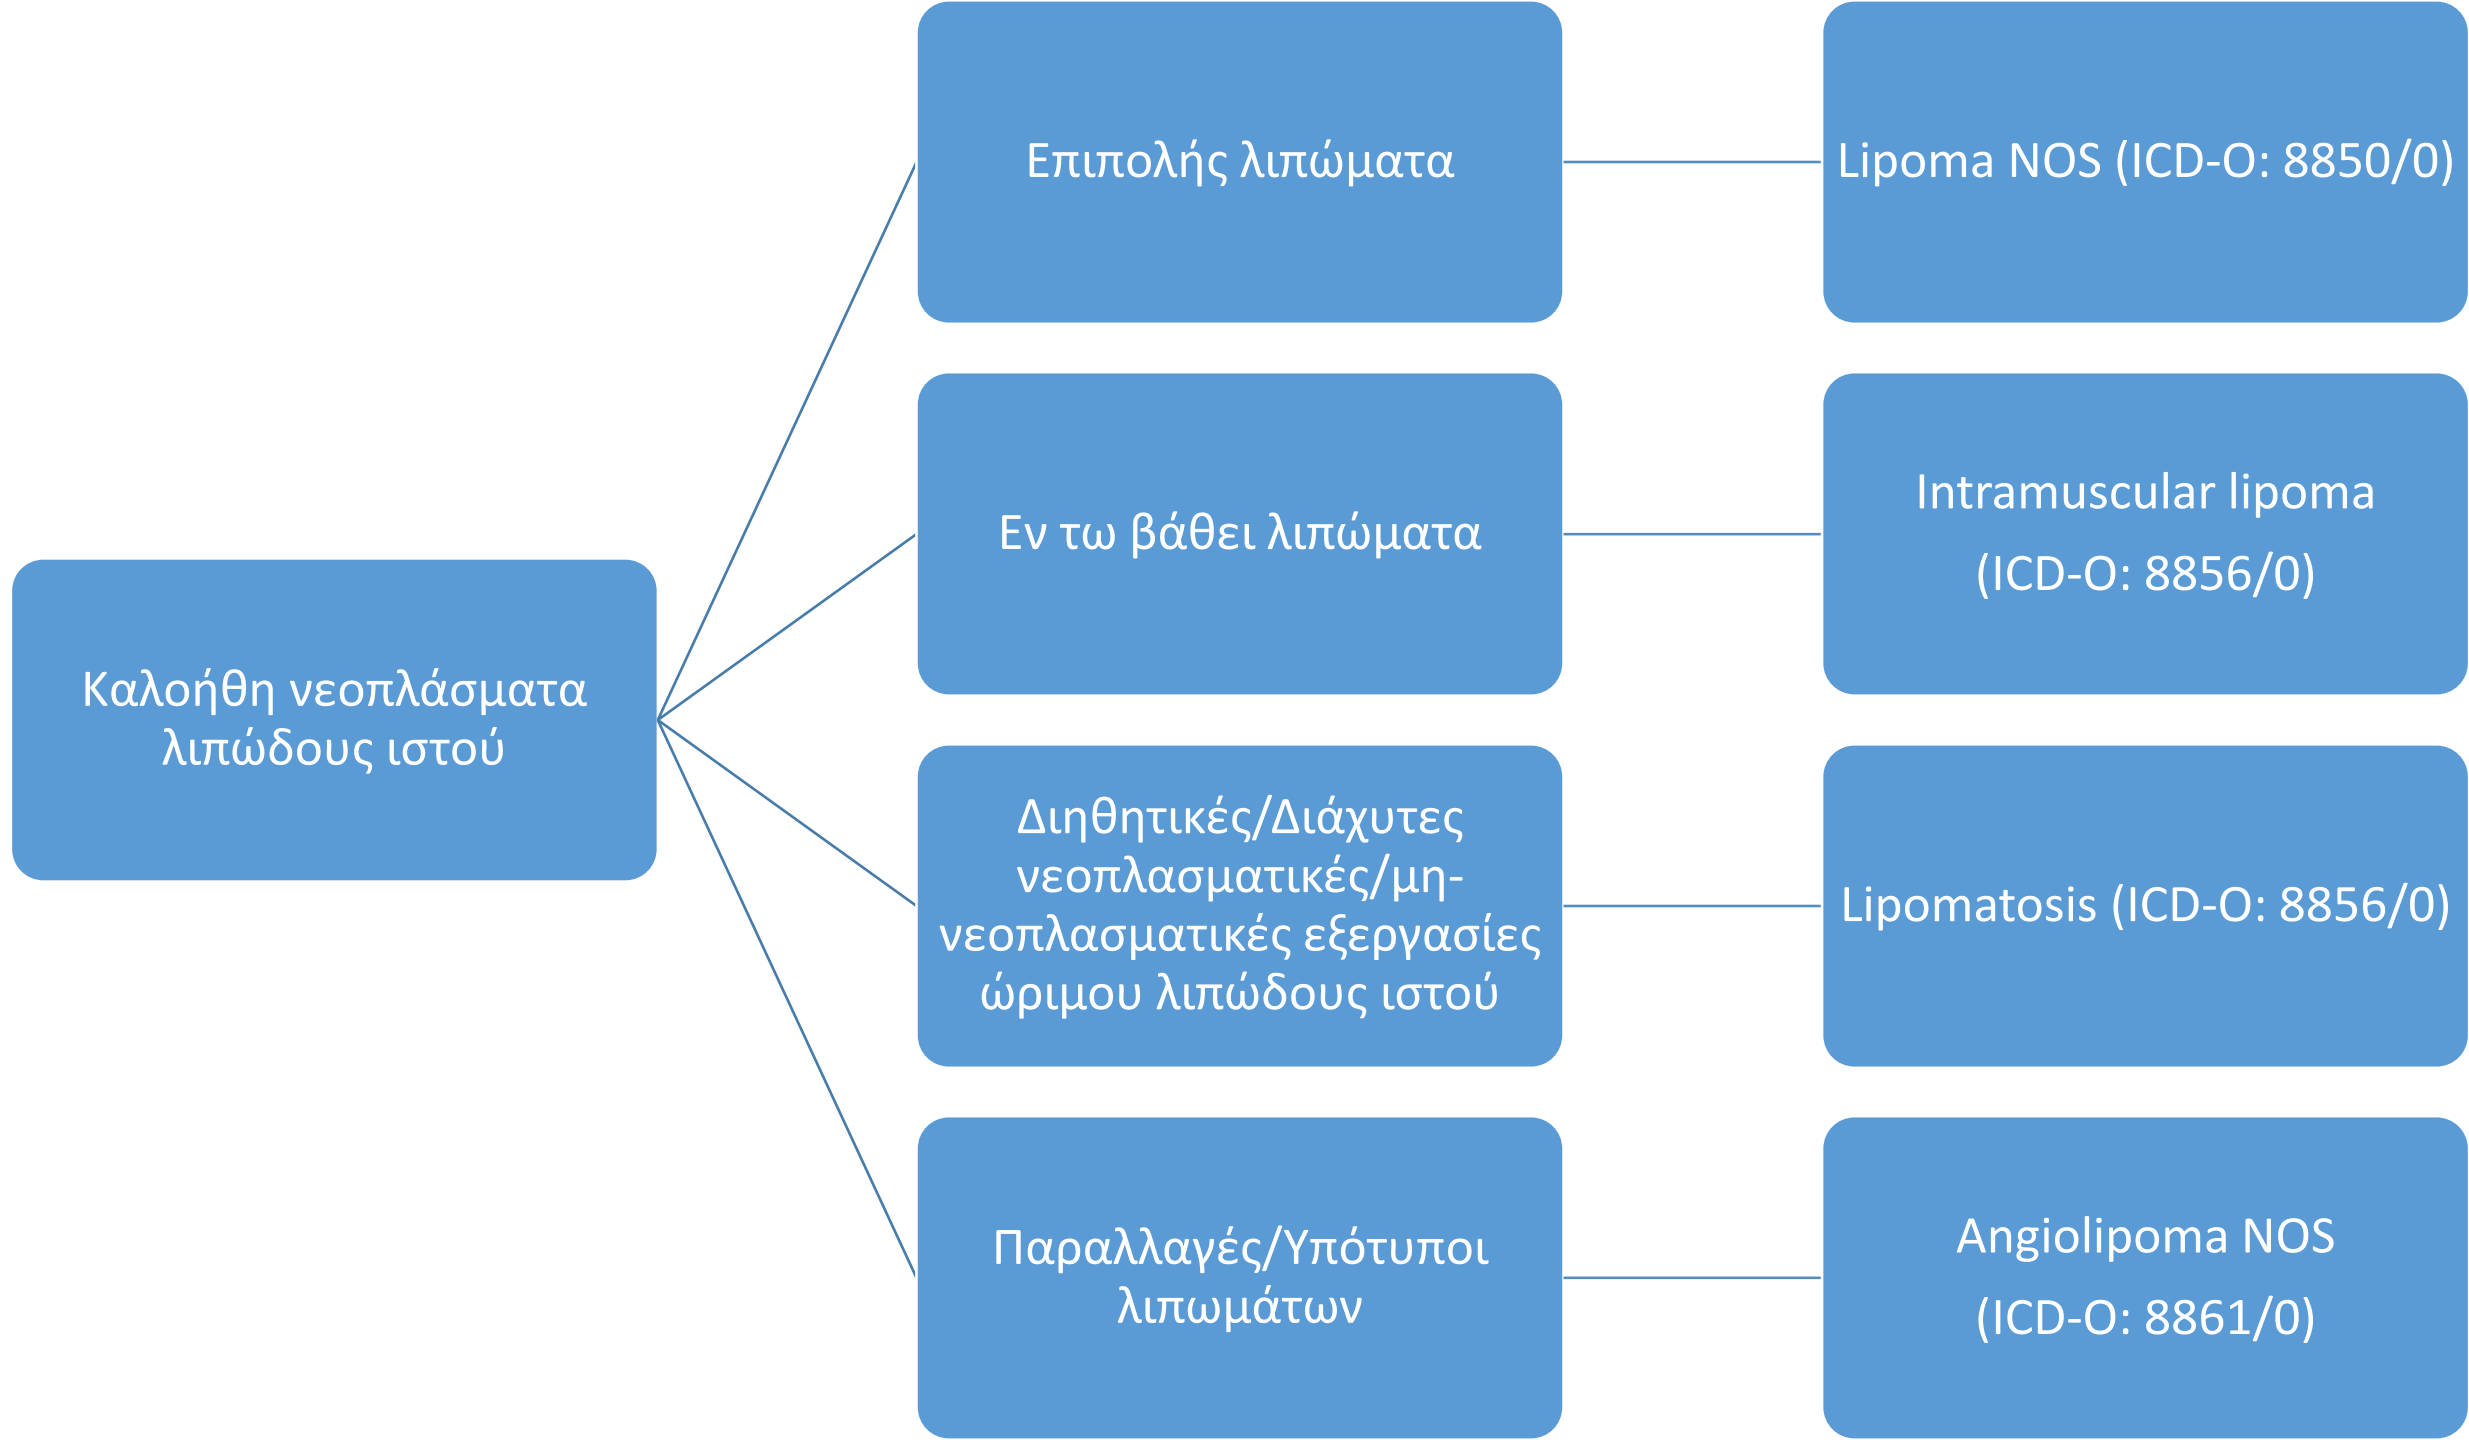 Καλοήθη νεοπλάσματα
λιπώδους ιστού
Επιπολής λιπώματα
Lipoma NOS (ICD-O: 8850/0)
Εν τω βάθει λιπώματα
Intramuscular lipoma
(ICD-O: 8856/0)
Διηθητικές/Διάχυτες
νεοπλασματικές/μη-
νεοπλασματικές εξεργασίες
ώριμου λιπώδους ιστού
Lipomatosis (ICD-O: 8856/0)
Παραλλαγές/Υπότυποι
λιπωμάτων
Angiolipoma NOS
(ICD-O: 8861/0)